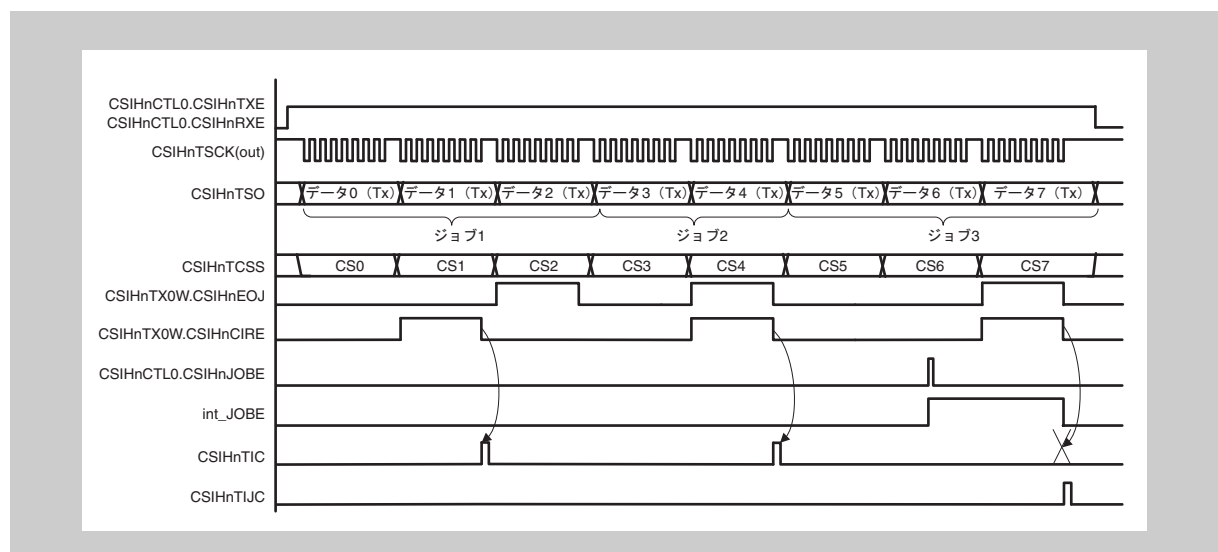 CSIHnCTL0.CSIHnTXE
CSIHnCTL0.CSIHnRXE
CSIHnTSCK(out)
CSIHnTSO
データ0（Tx） データ1（Tx） データ2（Tx） データ3（Tx） データ4（Tx） データ5（Tx） データ6（Tx） データ7（Tx）
ジョブ1 ジョブ2 ジョブ3
CSIHnTCSS
CS0 CS1 CS2 CS3 CS4 CS5 CS6 CS7
CSIHnTX0W.CSIHnEOJ
CSIHnTX0W.CSIHnCIRE
CSIHnCTL0.CSIHnJOBE
int_JOBE
CSIHnTIC
CSIHnTIJC